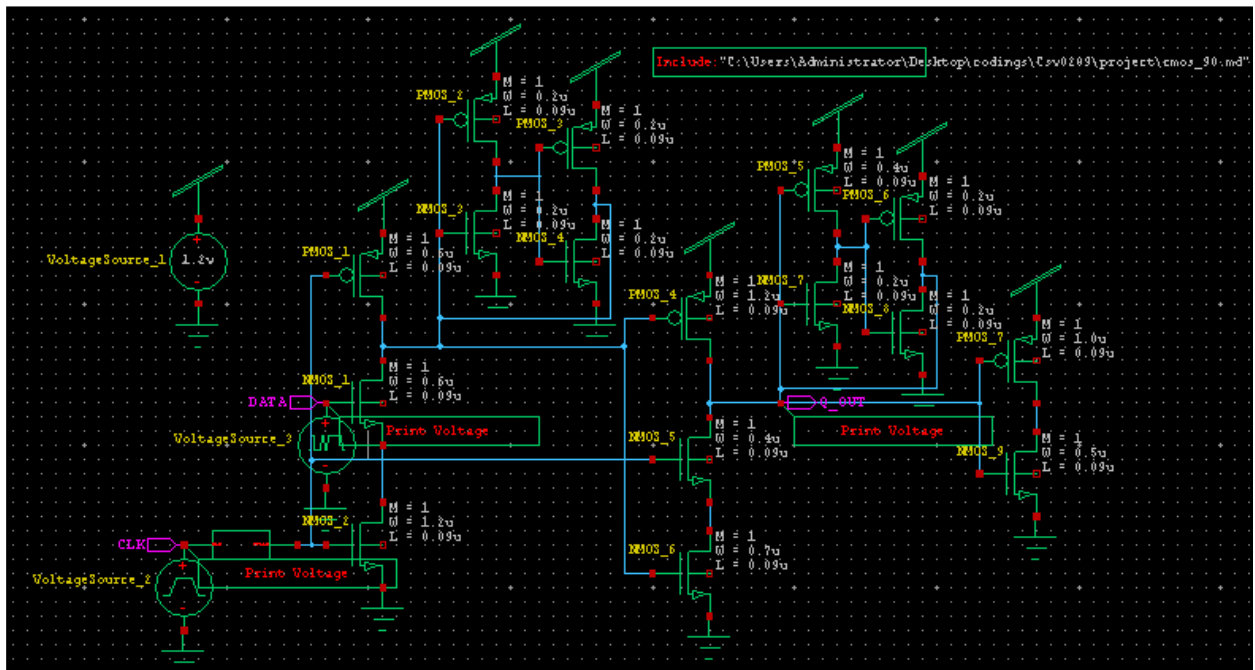 Include:"C:\Users\Administrator\Desktop\codings\Csw0209\project\cmos_90.md"
PMOS_2
M = 1
W = 0.2u
L = 0.09u
PMOS_3
M = 1
W = 0.2u
L = 0.09u
NMOS_3
M = 1
W = 0.2u
L = 0.09u
NMOS_4
M = 1
W = 0.2u
L = 0.09u
PMOS_5
M = 1
W = 0.4u
L = 0.09u
PMOS_6
M = 1
W = 0.2u
L = 0.09u
NMOS_7
M = 1
W = 0.2u
L = 0.09u
NMOS_8
M = 1
W = 0.2u
L = 0.09u
VoltageSource_1
1.2v
PMOS_1
M = 1
L = 0.09u
PMOS_4
M = 1
W = 1.2u
L = 0.09u
PMOS_7
M = 1
W = 1.0u
L = 0.09u
NMOS_1
M = 1
W = 0.6u
L = 0.09u
DATA
VoltageSource_3
Print Voltage
Q_OUT
Print Voltage
NMOS_5
M = 1
W = 0.4u
L = 0.09u
NMOS_9
M = 1
W = 0.5u
L = 0.09u
NMOS_2
M = 1
W = 1.2u
L = 0.09u
CLK
VoltageSource_2
Print Voltage
NMOS_6
M = 1
W = 0.7u
L = 0.09u